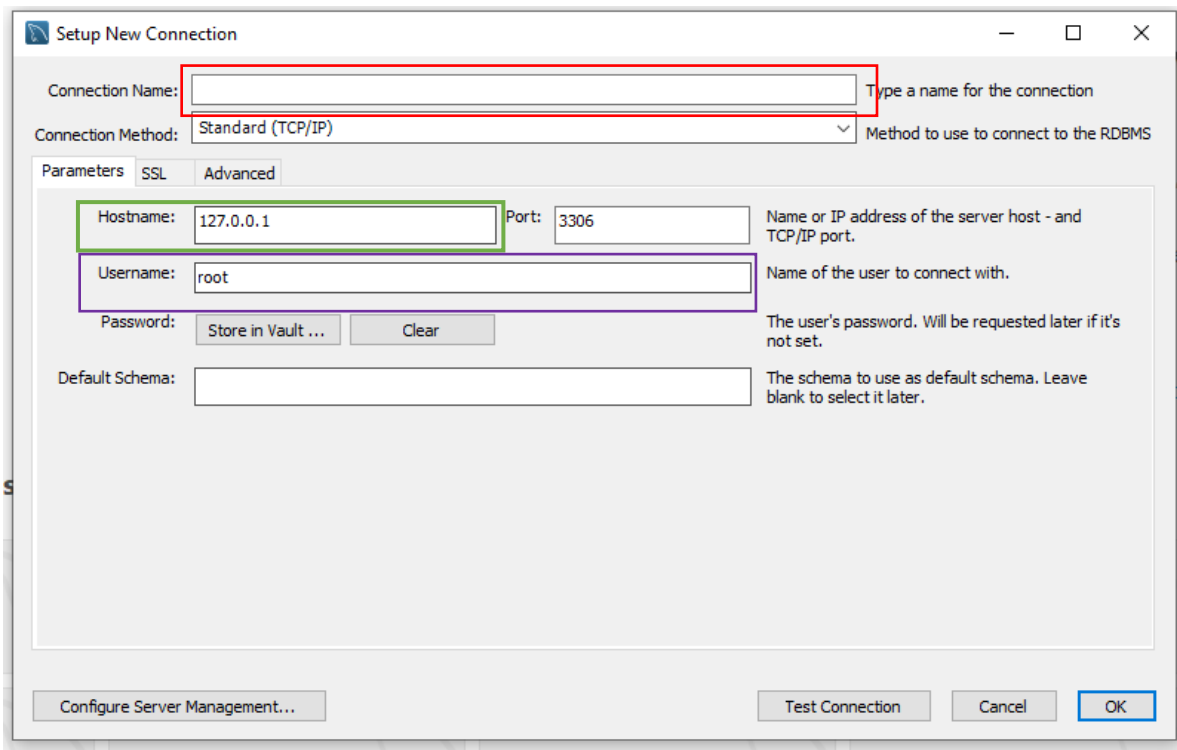 Setup New Connection
Connection Name:
Type a name for the connection
Connection Method: Standard (TCP/IP) Method to use to connect to the RDBMS
Parameters SSL Advanced
Hostname: 127.0.0.1 Port: 3306 Name or IP address of the server host - and
TCP/IP port.
Username: root Name of the user to connect with.
Password: Store in Vault ... Clear The user's password. Will be requested later if it's
not set.
Default Schema: The schema to use as default schema. Leave
blank to select it later.
Configure Server Management... Test Connection Cancel OK